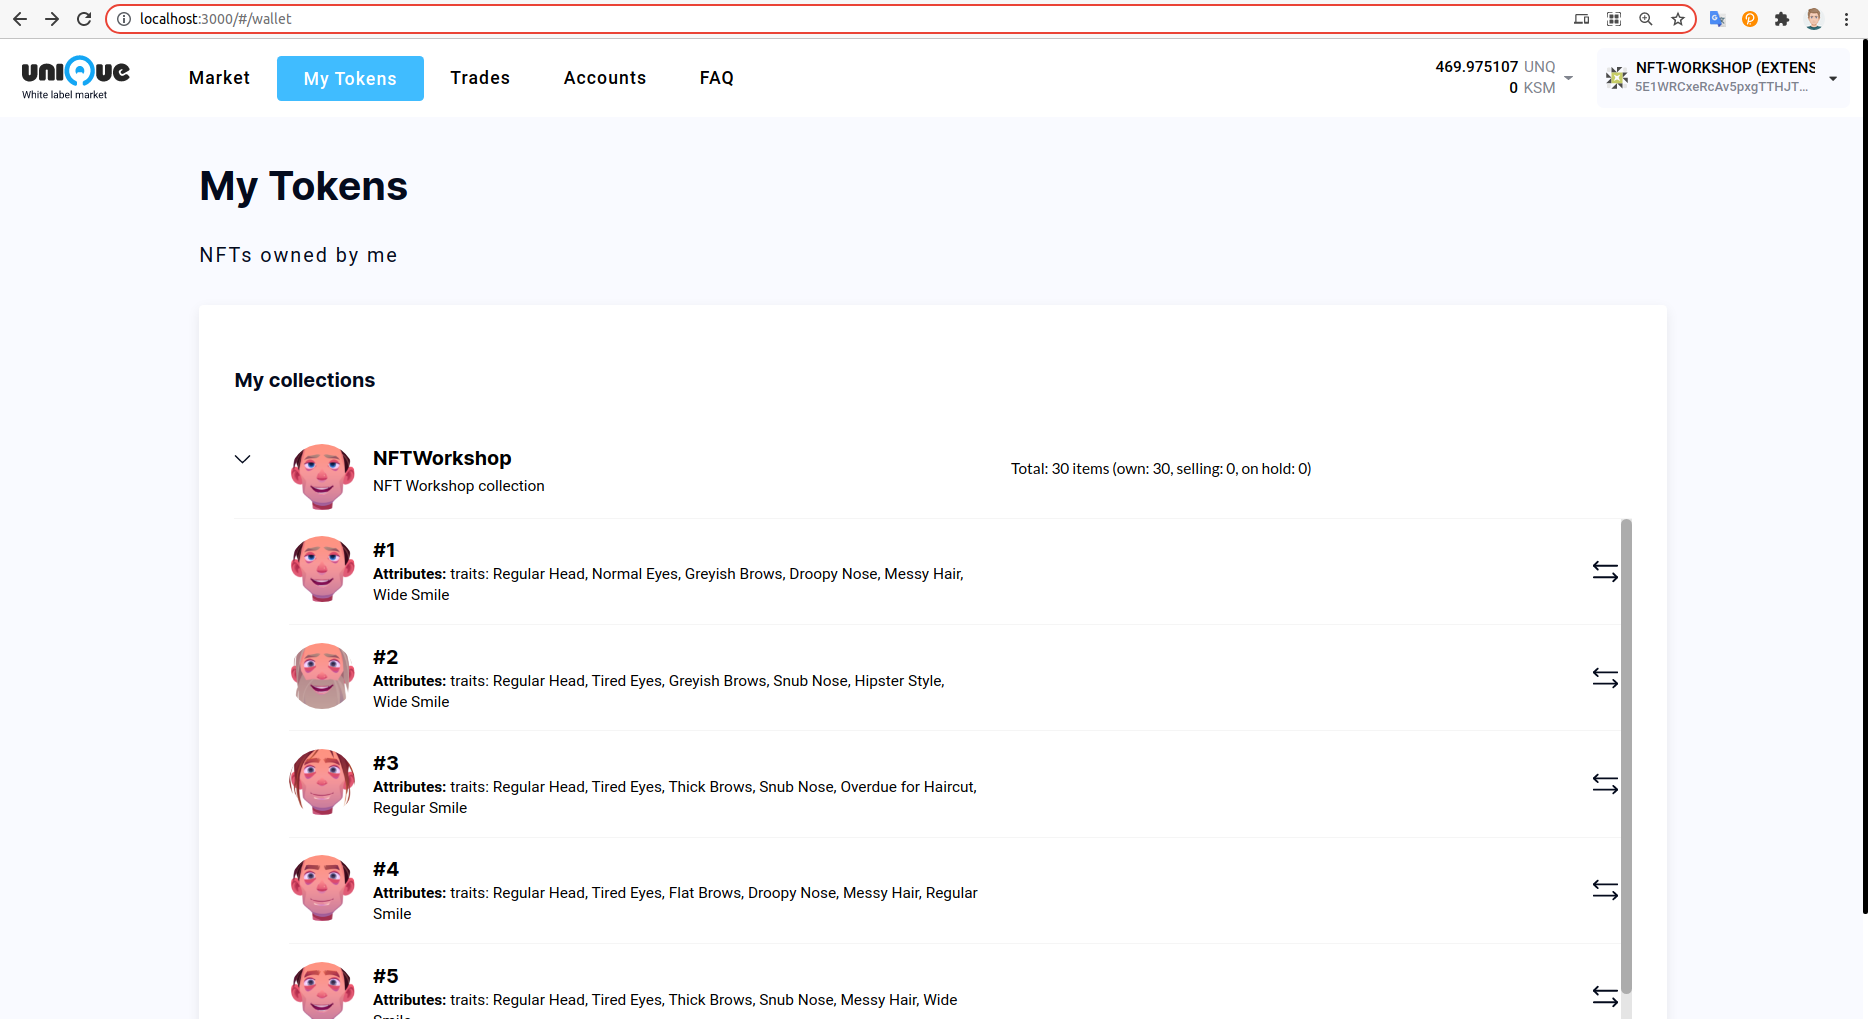 localhost:3000/#/wallet
UNIQUE
White label market
Market
My Tokens
Trades
Accounts
FAQ
469.975107 UNQ
0 KSM
NFT-WORKSHOP (EXTENS
5E1WRCxeRcAv5pxgTTHJT...
My Tokens
NFTs owned by me
My collections
NFTWorkshop
NFT Workshop collection
Total: 30 items (own: 30, selling: 0, on hold: 0)
#1
Attributes: traits: Regular Head, Normal Eyes, Greyish Brows, Droopy Nose, Messy Hair,
Wide Smile
#2
Attributes: traits: Regular Head, Tired Eyes, Greyish Brows, Snub Nose, Hipster Style,
Wide Smile
#3
Attributes: traits: Regular Head, Tired Eyes, Thick Brows, Snub Nose, Overdue for Haircut,
Regular Smile
#4
Attributes: traits: Regular Head, Tired Eyes, Flat Brows, Droopy Nose, Messy Hair, Regular
Smile
#5
Attributes: traits: Regular Head, Tired Eyes, Thick Brows, Snub Nose, Messy Hair, Wide
Smile